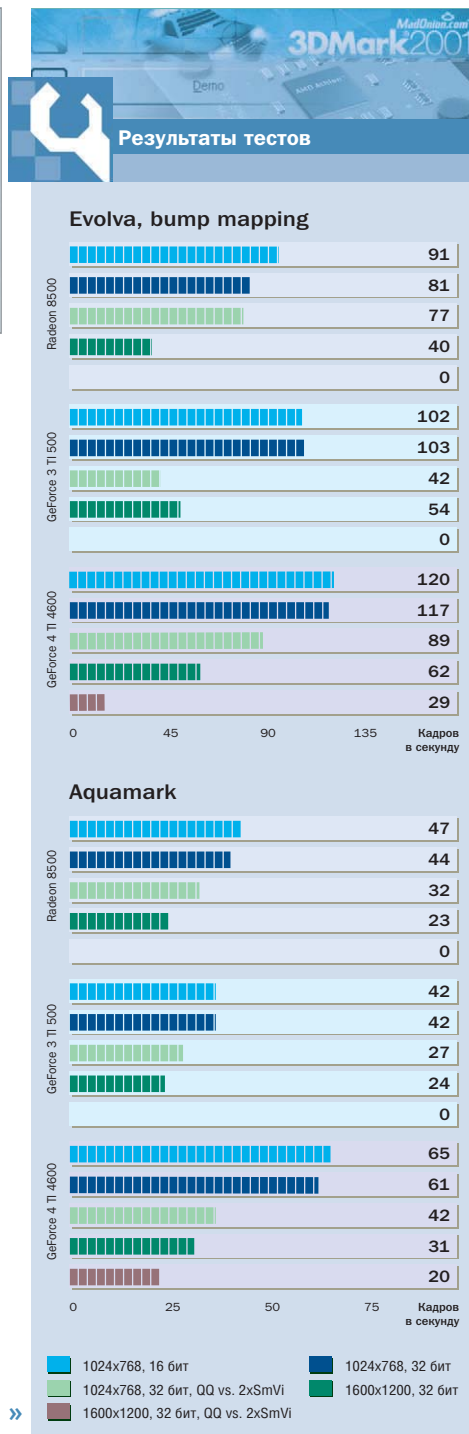 MadOnion.com
3DMark2001
Demo
AMD Athlon
Результаты тестов
Evolva, bump mapping
Radeon 8500
91
81
77
40
0
GeForce 3 TI 500
102
103
42
54
0
GeForce 4 TI 4600
120
117
89
62
29
0 45 90 135 Кадров
в секунду
Aquamark
Radeon 8500
47
44
32
23
0
GeForce 3 TI 500
42
42
27
24
0
GeForce 4 TI 4600
65
61
42
31
20
0 25 50 75 Кадров
в секунду
1024x768, 16 бит 1024x768, 32 бит
1024x768, 32 бит, QQ vs. 2xSmVi 1600x1200, 32 бит
1600x1200, 32 бит, QQ vs. 2xSmVi
»